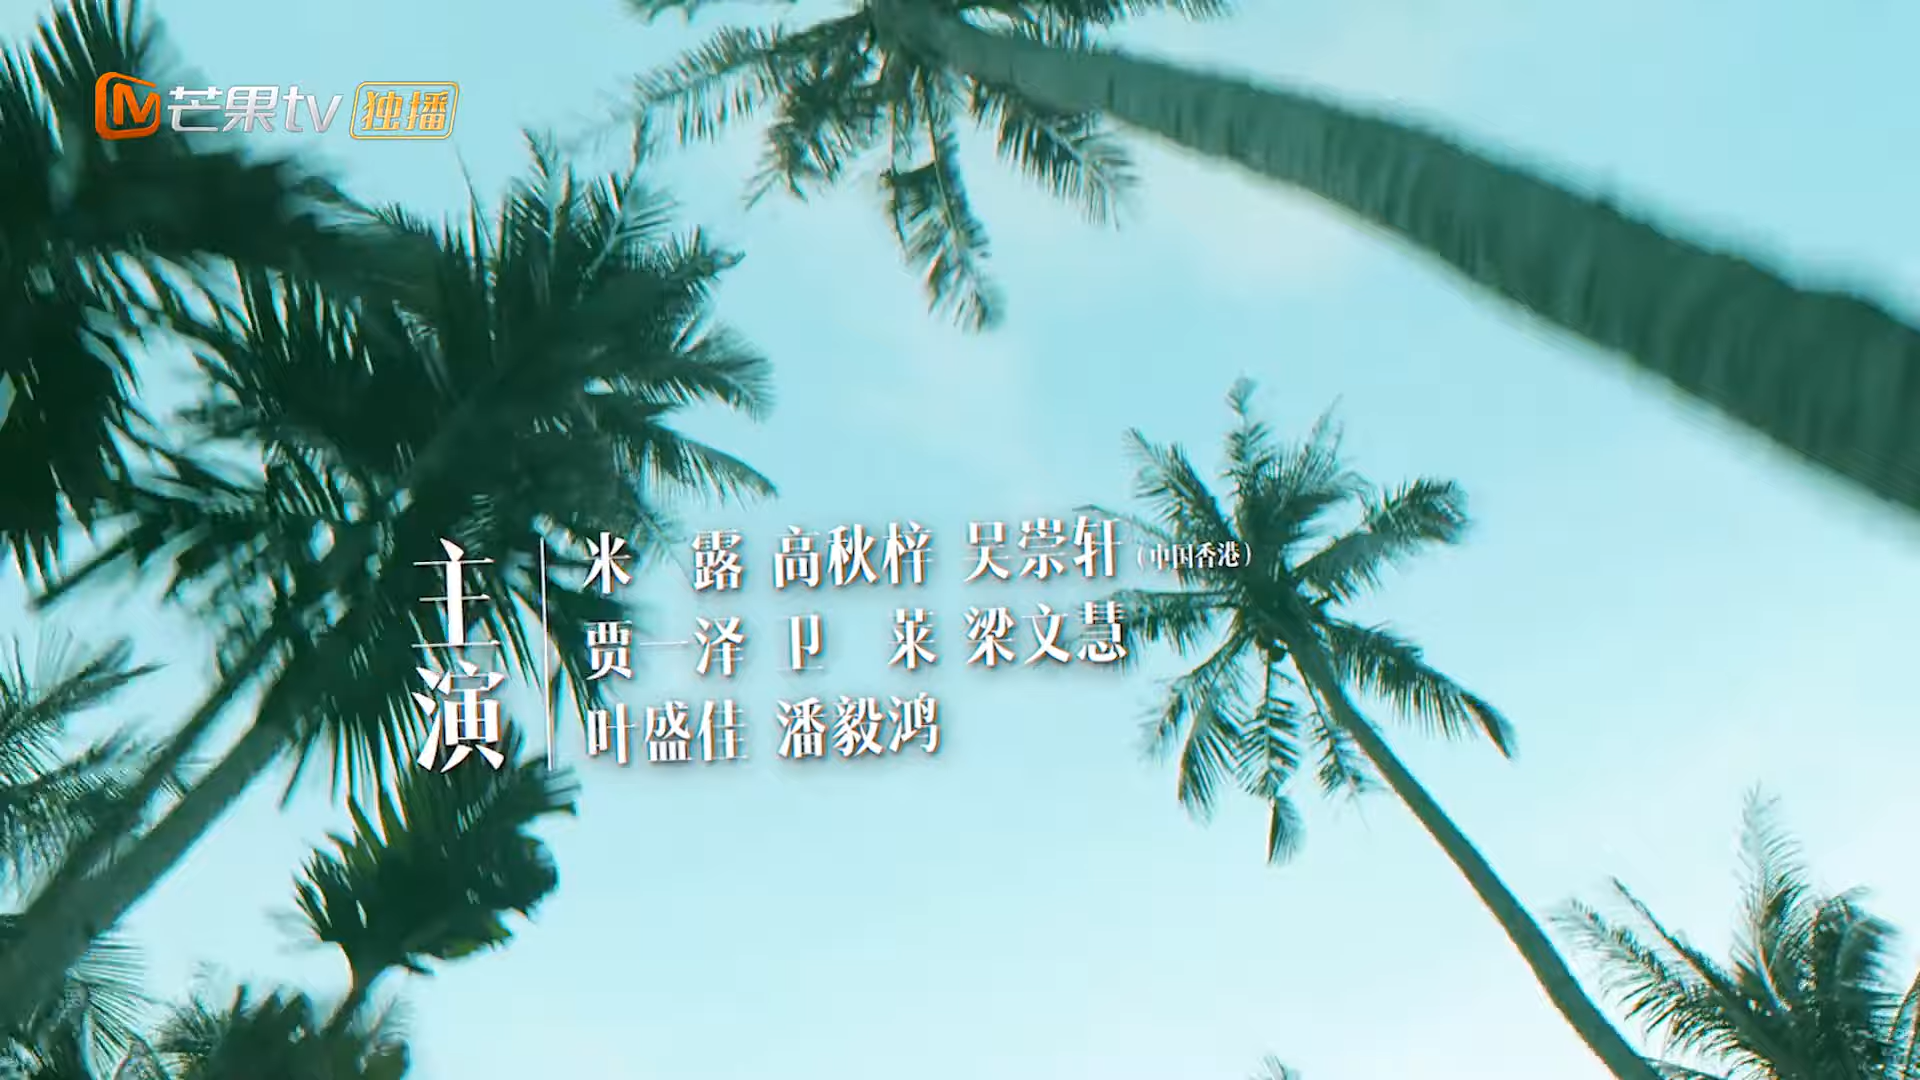 芒果tv 独播
主演
米 露 高秋梓 吴崇轩（中国香港）
贾一泽 卫 莱 梁文慧
叶盛佳 潘毅鸿